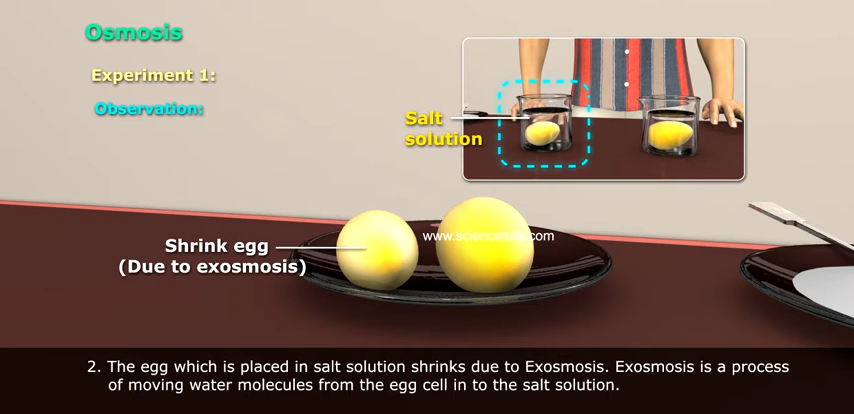 Osmosis
Experiment 1:
Observation:
Salt
solution
Shrink egg
(Due to exosmosis)
2. The egg which is placed in salt solution shrinks due to Exosmosis. Exosmosis is a process
of moving water molecules from the egg cell in to the salt solution.